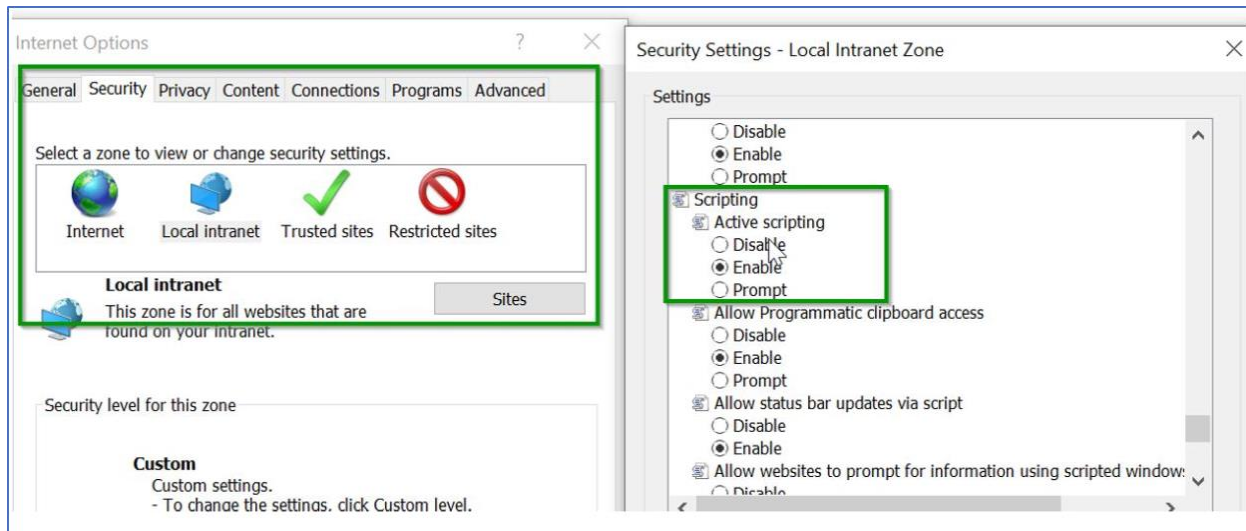 Internet Options
?
General Security Privacy Content Connections Programs Advanced
Select a zone to view or change security settings.
Internet Local intranet Trusted sites Restricted sites
Local intranet
This zone is for all websites that are
found on your intranet.
Sites
Security level for this zone
Custom
Custom settings.
- To change the settings, click Custom level.
Security Settings - Local Intranet Zone
Settings
Disable
Enable
Prompt
Scripting
Active scripting
Disable
Enable
Prompt
Allow Programmatic clipboard access
Disable
Enable
Prompt
Allow status bar updates via script
Disable
Enable
Allow websites to prompt for information using scripted window
Disable